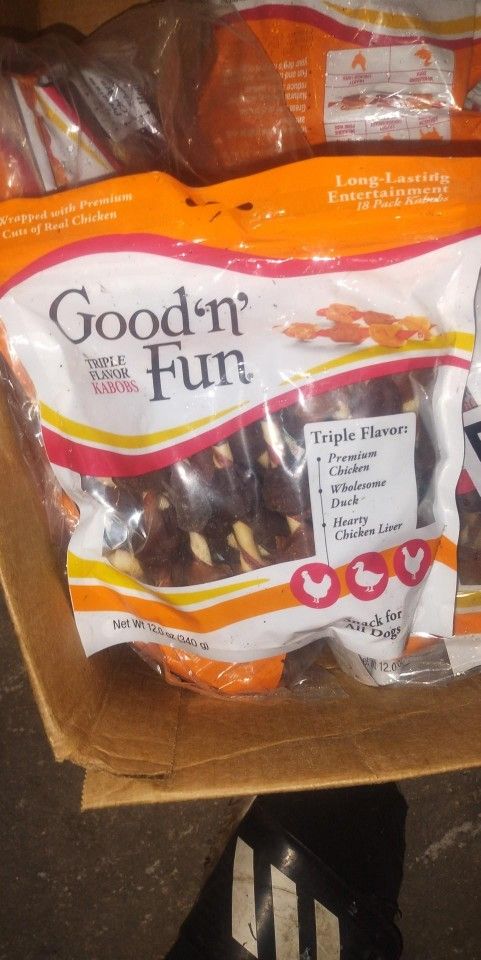 Wrapped with Premium
Cuts of Real Chicken
Long-Lasting
Entertainment
18 Pack Kabobs
Good 'n'
Fun®
TRIPLE
FLAVOR
KABOBS
Triple Flavor:
• Premium
Chicken
• Wholesome
Duck
• Hearty
Chicken Liver
Net Wt 12.0 oz (340 g)
Snack for
All Dogs